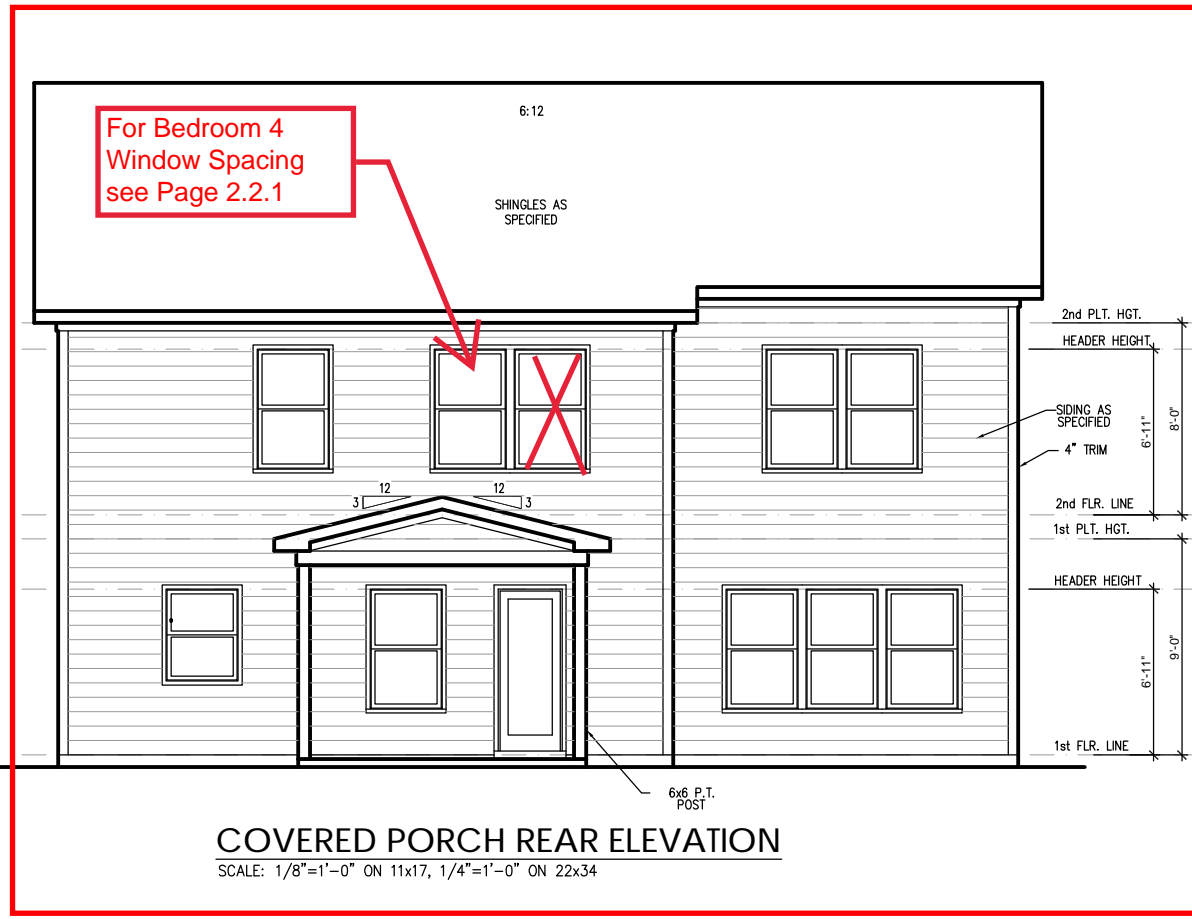 6:12
For Bedroom 4
Window Spacing
see Page 2.2.1
SHINGLES AS
SPECIFIED
2nd PLT. HGT.
HEADER HEIGHT
SIDING AS
SPECIFIED
6'-11"
8'-0"
4" TRIM
12
3
12
3
2nd FLR. LINE
1st PLT. HGT.
HEADER HEIGHT
6'-11"
9'-0"
1st FLR. LINE
6x6 P.T.
POST
COVERED PORCH REAR ELEVATION
SCALE: 1/8"=1'-0" ON 11x17, 1/4"=1'-0" ON 22x34